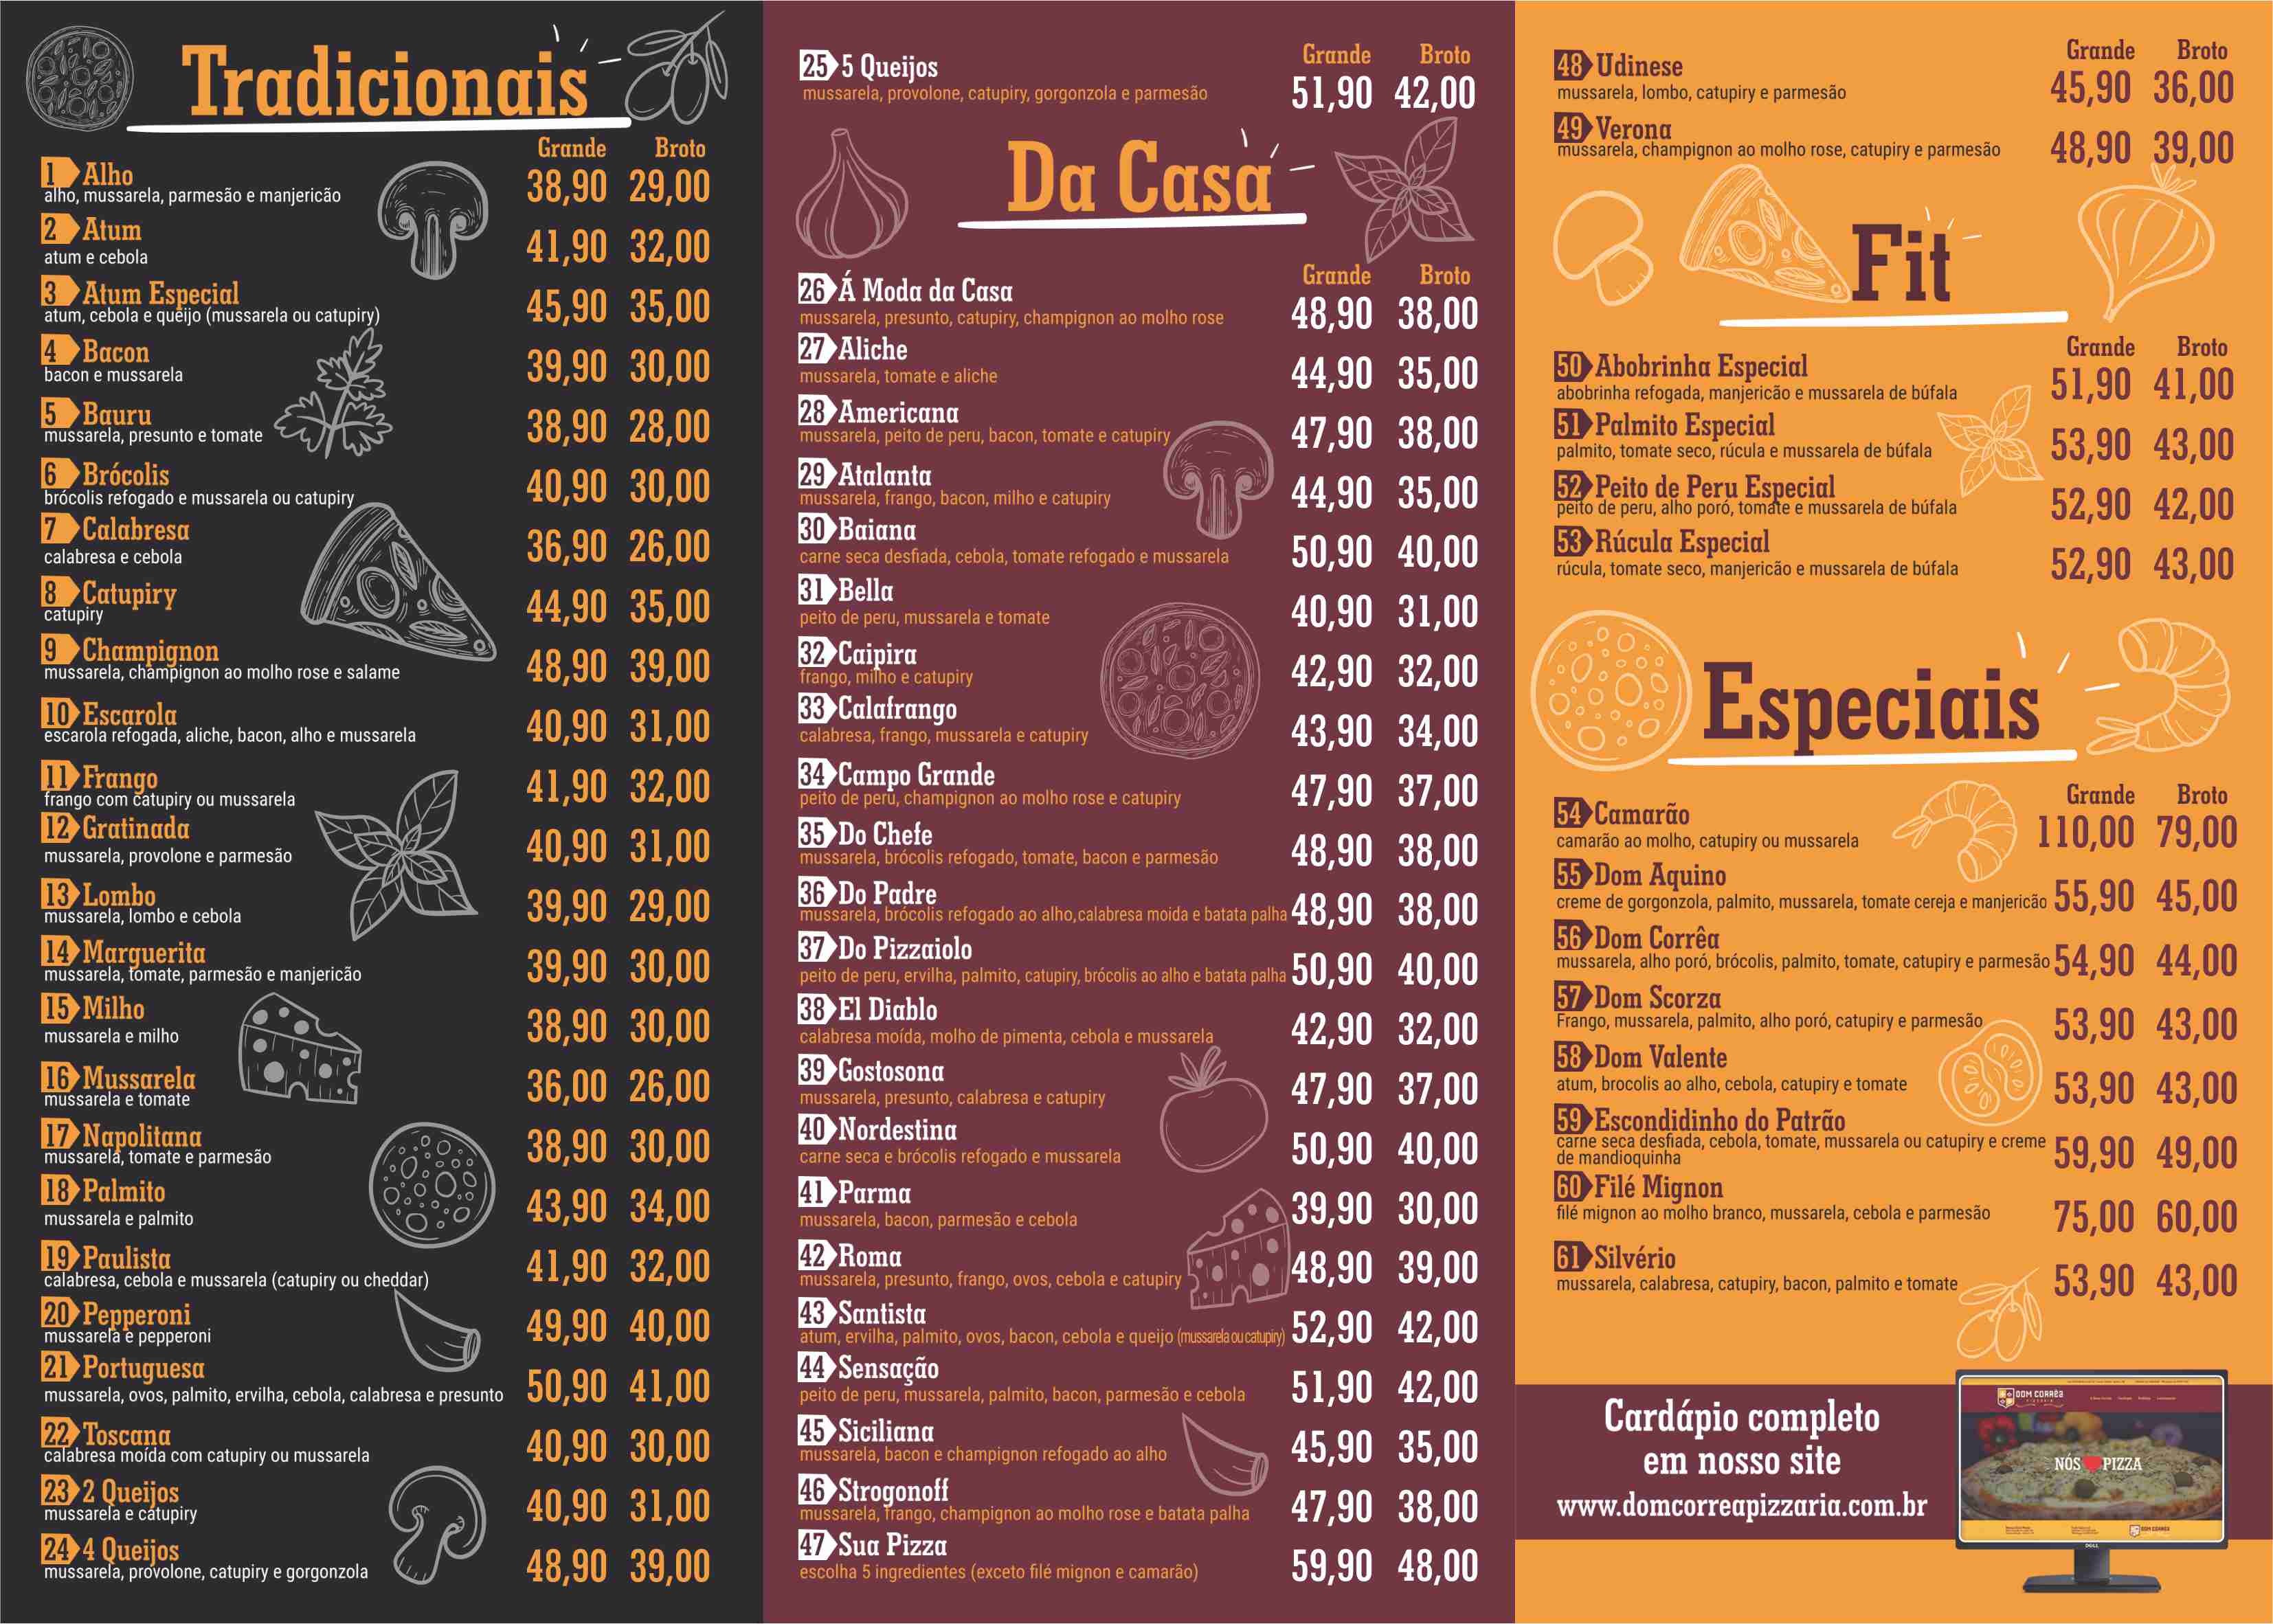 Tradicionais
Grande Broto
1 Alho
alho, mussarela, parmesão e manjericão
38,90 29,00
2 Atum
atum e cebola
41,90 32,00
3 Atum Especial
atum, cebola e queijo (mussarela ou catupiry)
45,90 35,00
4 Bacon
bacon e mussarela
39,90 30,00
5 Bauru
mussarela, presunto e tomate
38,90 28,00
6 Brócolis
brócolis refogado e mussarela ou catupiry
40,90 30,00
7 Calabresa
calabresa e cebola
36,90 26,00
8 Catupiry
catupiry
44,90 35,00
9 Champignon
mussarela, champignon ao molho rose e salame
48,90 39,00
10 Escarola
escarola refogada, aliche, bacon, alho e mussarela
40,90 31,00
11 Frango
frango com catupiry ou mussarela
41,90 32,00
12 Gratinada
mussarela, provolone e parmesão
40,90 31,00
13 Lombo
mussarela, lombo e cebola
39,90 29,00
14 Marguerita
mussarela, tomate, parmesão e manjericão
39,90 30,00
15 Milho
mussarela e milho
38,90 30,00
16 Mussarela
mussarela e tomate
36,00 26,00
17 Napolitana
mussarela, tomate e parmesão
38,90 30,00
18 Palmito
mussarela e palmito
43,90 34,00
19 Paulista
calabresa, cebola e mussarela (catupiry ou cheddar)
41,90 32,00
20 Pepperoni
mussarela e pepperoni
49,90 40,00
21 Portuguesa
mussarela, ovos, palmito, ervilha, cebola, calabresa e presunto
50,90 41,00
22 Toscana
calabresa moída com catupiry ou mussarela
40,90 30,00
23 2 Queijos
mussarela e catupiry
40,90 31,00
24 4 Queijos
mussarela, provolone, catupiry e gorgonzola
48,90 39,00
Grande Broto
25 5 Queijos
mussarela, provolone, catupiry, gorgonzola e parmesão
51,90 42,00
Da Casa
Grande Broto
26 Á Moda da Casa
mussarela, presunto, catupiry, champignon ao molho rose
48,90 38,00
27 Aliche
mussarela, tomate e aliche
44,90 35,00
28 Americana
mussarela, peito de peru, bacon, tomate e catupiry
47,90 38,00
29 Atalanta
mussarela, frango, bacon, milho e catupiry
44,90 35,00
30 Baiana
carne seca desfiada, cebola, tomate refogado e mussarela
50,90 40,00
31 Bella
peito de peru, mussarela e tomate
40,90 31,00
32 Caipira
frango, milho e catupiry
42,90 32,00
33 Calafrango
calabresa, frango, mussarela e catupiry
43,90 34,00
34 Campo Grande
peito de peru, champignon ao molho rose e catupiry
47,90 37,00
35 Do Chefe
mussarela, brócolis refogado, tomate, bacon e parmesão
48,90 38,00
36 Do Padre
mussarela, brócolis refogado ao alho,calabresa moida e batata palha
48,90 38,00
37 Do Pizzaiolo
peito de peru, ervilha, palmito, catupiry, brócolis ao alho e batata palha
50,90 40,00
38 El Diablo
calabresa moída, molho de pimenta, cebola e mussarela
42,90 32,00
39 Gostosona
mussarela, presunto, calabresa e catupiry
47,90 37,00
40 Nordestina
carne seca e brócolis refogado e mussarela
50,90 40,00
41 Parma
mussarela, bacon, parmesão e cebola
39,90 30,00
42 Roma
mussarela, presunto, frango, ovos, cebola e catupiry
48,90 39,00
43 Santista
atum, ervilha, palmito, ovos, bacon, cebola e queijo (mussarela ou catupiry)
52,90 42,00
44 Sensação
peito de peru, mussarela, palmito, bacon, parmesão e cebola
51,90 42,00
45 Siciliana
mussarela, bacon e champignon refogado ao alho
45,90 35,00
46 Strogonoff
mussarela, frango, champignon ao molho rose e batata palha
47,90 38,00
47 Sua Pizza
escolha 5 ingredientes (exceto filé mignon e camarão)
59,90 48,00
Grande Broto
48 Udinese
mussarela, lombo, catupiry e parmesão
45,90 36,00
49 Verona
mussarela, champignon ao molho rose, catupiry e parmesão
48,90 39,00
Fit
Grande Broto
50 Abobrinha Especial
abobrinha refogada, manjericão e mussarela de búfala
51,90 41,00
51 Palmito Especial
palmito, tomate seco, rúcula e mussarela de búfala
53,90 43,00
52 Peito de Peru Especial
peito de peru, alho poró, tomate e mussarela de búfala
52,90 42,00
53 Rúcula Especial
rúcula, tomate seco, manjericão e mussarela de búfala
52,90 43,00
Especiais
Grande Broto
54 Camarão
camarão ao molho, catupiry ou mussarela
110,00 79,00
55 Dom Aquino
creme de gorgonzola, palmito, mussarela, tomate cereja e manjericão
55,90 45,00
56 Dom Corrêa
mussarela, alho poró, brócolis, palmito, tomate, catupiry e parmesão
54,90 44,00
57 Dom Scorza
Frango, mussarela, palmito, alho poró, catupiry e parmesão
53,90 43,00
58 Dom Valente
atum, brocolis ao alho, cebola, catupiry e tomate
53,90 43,00
59 Escondidinho do Patrão
carne seca desfiada, cebola, tomate, mussarela ou catupiry e creme
de mandioquinha
59,90 49,00
60 Filé Mignon
filé mignon ao molho branco, mussarela, cebola e parmesão
75,00 60,00
61 Silvério
mussarela, calabresa, catupiry, bacon, palmito e tomate
53,90 43,00
Cardápio completo
em nosso site
www.domcorreapizzaria.com.br
DOM CORRÊA
PIZZARIA
NÓS PIZZA
DOM CORRÊA
DELL